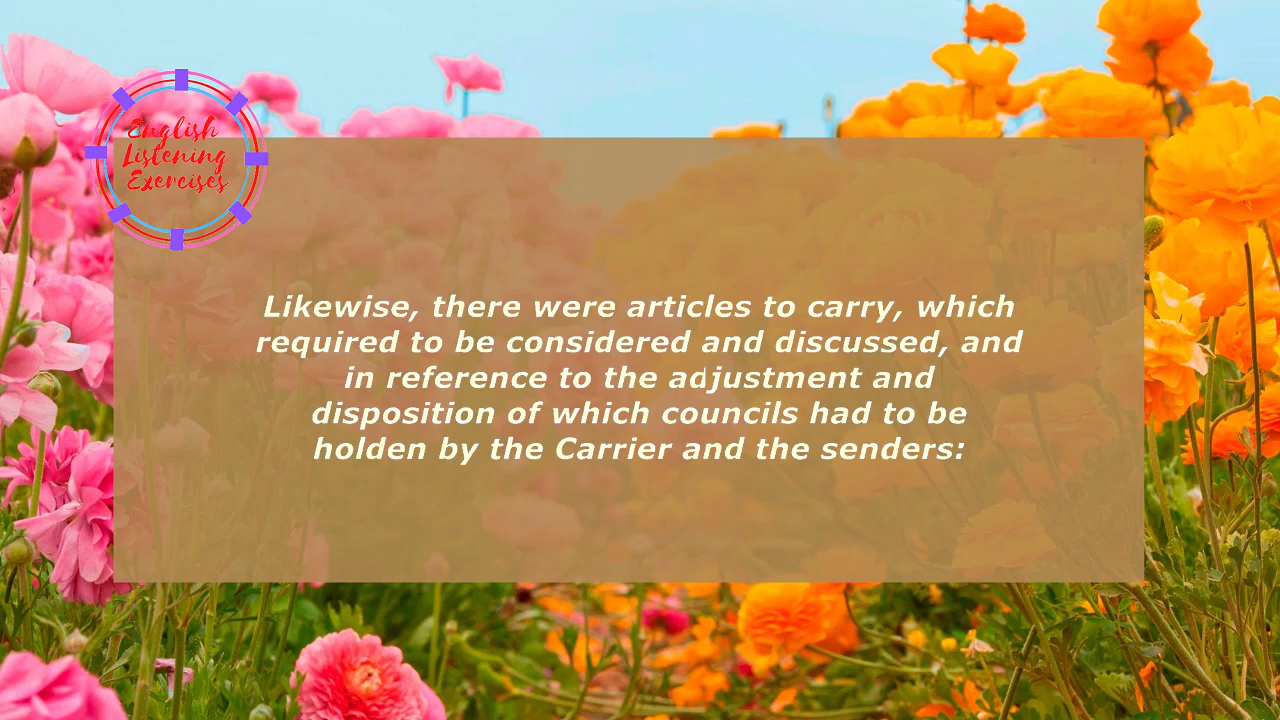 English
Listening
Exercises
Likewise, there were articles to carry, which
required to be considered and discussed, and
in reference to the adjustment and
disposition of which councils had to be
holden by the Carrier and the senders: